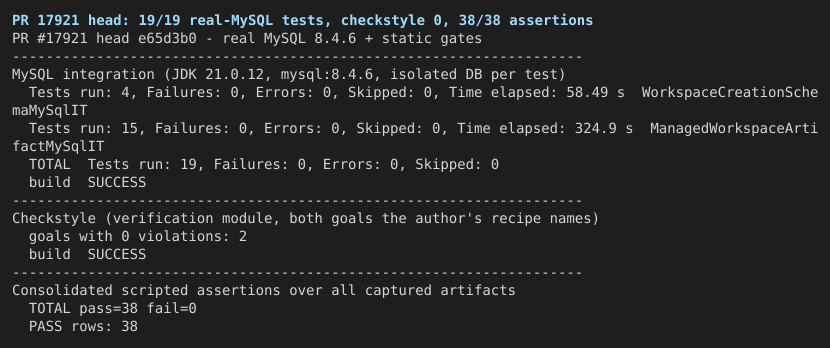 PR 17921 head: 19/19 real-MySQL tests, checkstyle 0, 38/38 assertions
PR #17921 head e65d3b0 - real MySQL 8.4.6 + static gates
--------------------------------------------------------------------
MySQL integration (JDK 21.0.12, mysql:8.4.6, isolated DB per test)
  Tests run: 4, Failures: 0, Errors: 0, Skipped: 0, Time elapsed: 58.49 s  WorkspaceCreationSche
maMySqlIT
  Tests run: 15, Failures: 0, Errors: 0, Skipped: 0, Time elapsed: 324.9 s  ManagedWorkspaceArti
factMySqlIT
  TOTAL  Tests run: 19, Failures: 0, Errors: 0, Skipped: 0
  build  SUCCESS
--------------------------------------------------------------------
Checkstyle (verification module, both goals the author's recipe names)
  goals with 0 violations: 2
  build  SUCCESS
--------------------------------------------------------------------
Consolidated scripted assertions over all captured artifacts
  TOTAL pass=38 fail=0
  PASS rows: 38